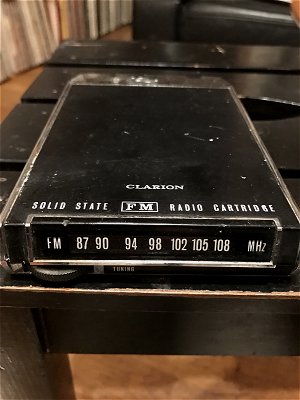 CLARION
SOLID STATE FM RADIO CARTRIDGE
FM 87 90 94 98 102 105 108 MHz
TUNING